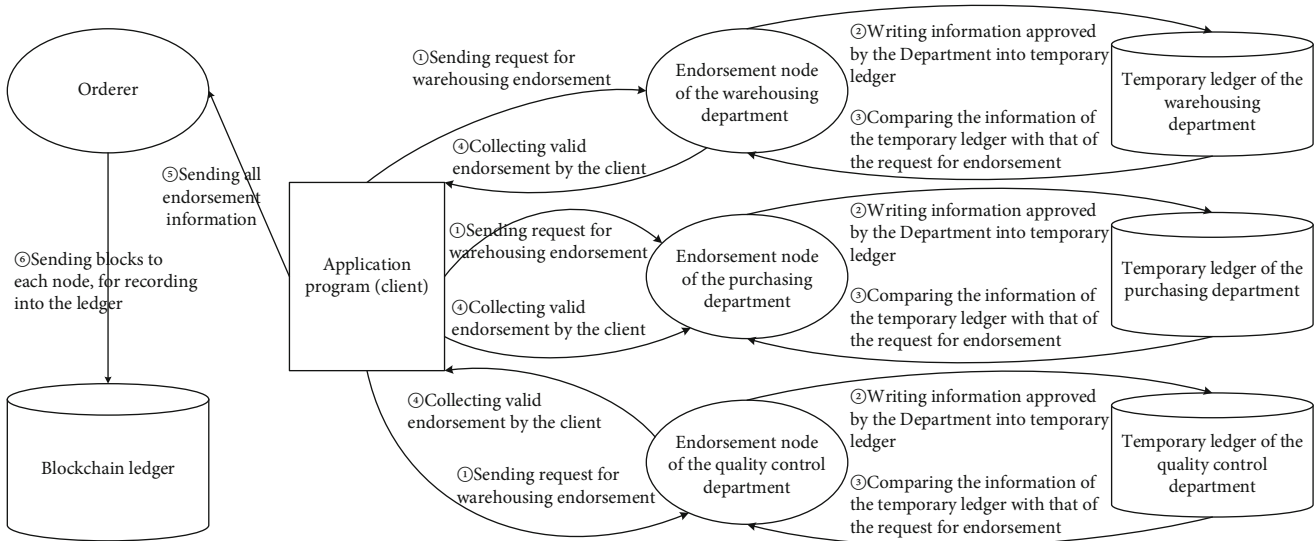 Orderer
⑤Sending all
endorsement
information
⑥Sending blocks to
each node, for recording
into the ledger
Blockchain ledger
Application
program (client)
①Sending request for
warehousing endorsement
④Collecting valid
endorsement by the client
Endorsement node
of the warehousing
department
②Writing information approved
by the Department into temporary
ledger
③Comparing the information of
the temporary ledger with that of
the request for endorsement
Temporary ledger of the
warehousing
department
①Sending request for
warehousing endorsement
④Collecting valid
endorsement by the client
Endorsement node
of the purchasing
department
②Writing information approved
by the Department into temporary
ledger
③Comparing the information of
the temporary ledger with that of
the request for endorsement
Temporary ledger of the
purchasing department
④Collecting valid
endorsement by the client
①Sending request for
warehousing endorsement
Endorsement node
of the quality control
department
②Writing information approved
by the Department into temporary
ledger
③Comparing the information of
the temporary ledger with that of
the request for endorsement
Temporary ledger of the
quality control
department